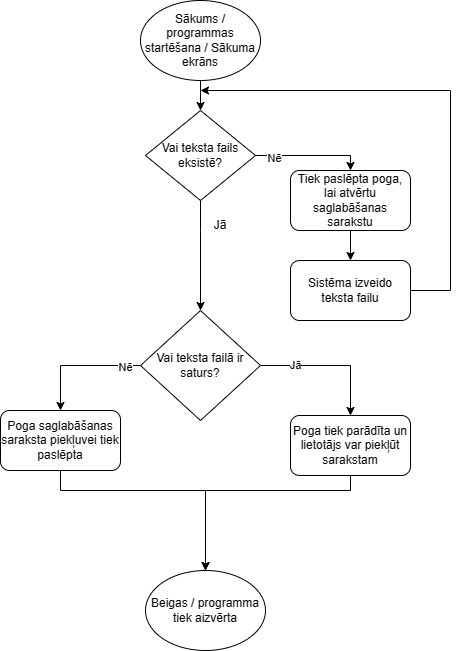 Sākums /
programmas
startēšana / Sākuma
ekrāns
Vai teksta fails
eksistē?
Nē
Tiek paslēpta poga,
lai atvērtu
saglabāšanas
sarakstu
Jā
Sistēma izveido
teksta failu
Vai teksta failā ir
saturs?
Nē
Jā
Poga saglabāšanas
saraksta piekļuvei tiek
paslēpta
Poga tiek parādīta un
lietotājs var piekļūt
sarakstam
Beigas / programma
tiek aizvērta